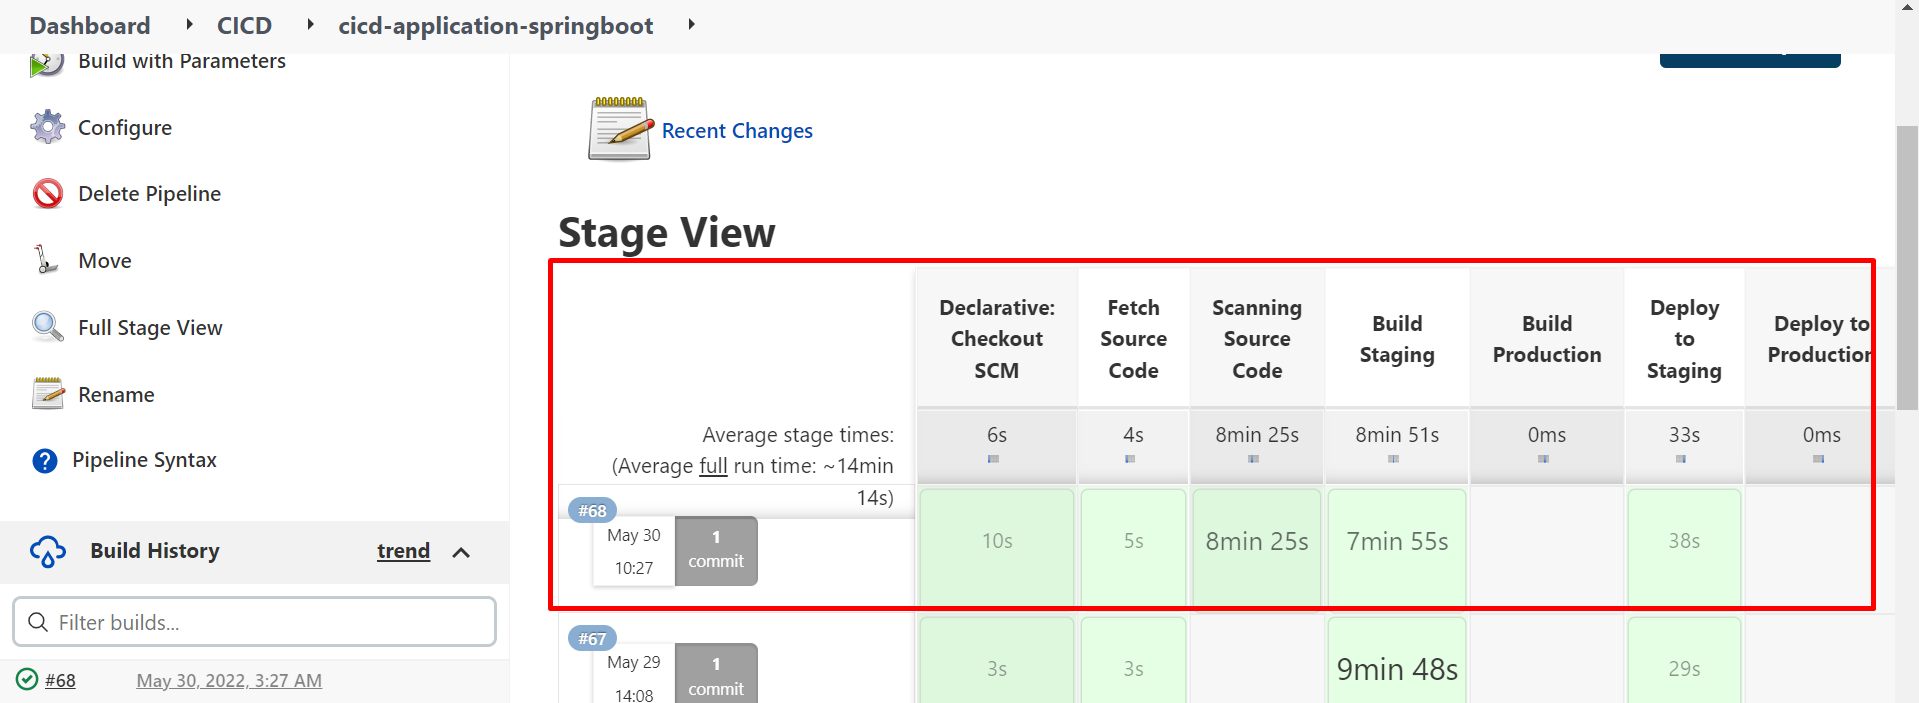 Dashboard CICD cicd-application-springboot
Build with Parameters
Configure
Delete Pipeline
Move
Full Stage View
Rename
Pipeline Syntax
Build History trend
Filter builds...
#68 May 30, 2022, 3:27 AM
Recent Changes
Stage View
Declarative:
Checkout
SCM
Fetch
Source
Code
Scanning
Source
Code
Build
Staging
Build
Production
Deploy
to
Staging
Deploy to
Production
Average stage times:
(Average full run time: ~14min
14s)
6s 4s 8min 25s 8min 51s 0ms 33s 0ms
#68
May 30
10:27
1
commit
10s 5s 8min 25s 7min 55s 38s
#67
May 29
14:08
1
commit
3s 3s 9min 48s 29s